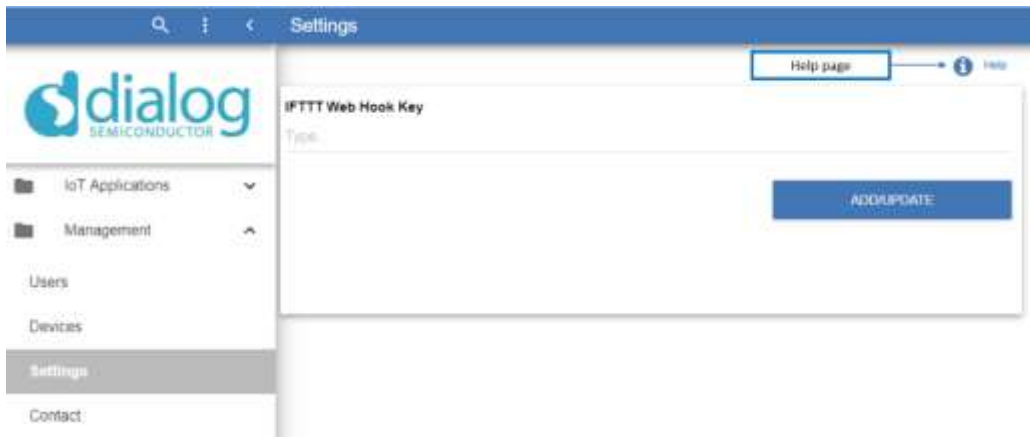 Settings
Help page
Help
dialog
SEMICONDUCTOR
IFTTT Web Hook Key
Type...
IoT Applications
ADD/UPDATE
Management
Users
Devices
Settings
Contact